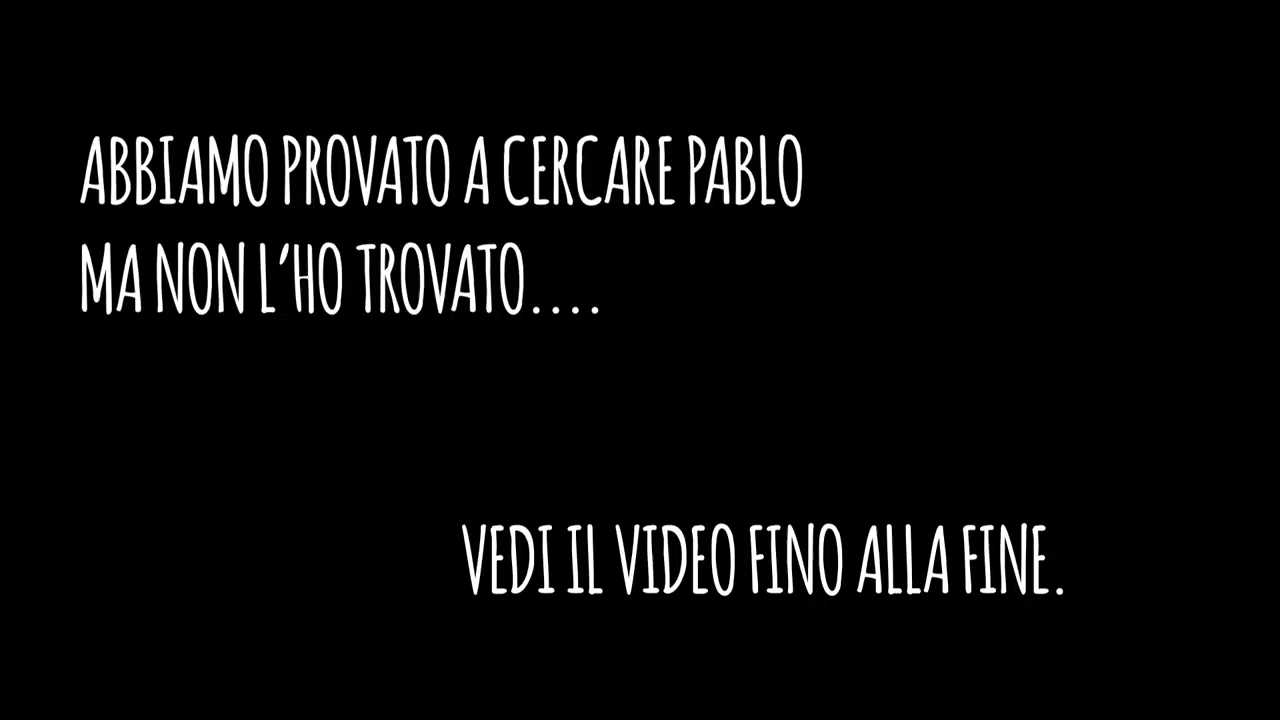 ABBIAMO PROVATO A CERCARE PABLO
MA NON L'HO TROVATO....
VEDI IL VIDEO FINO ALLA FINE.